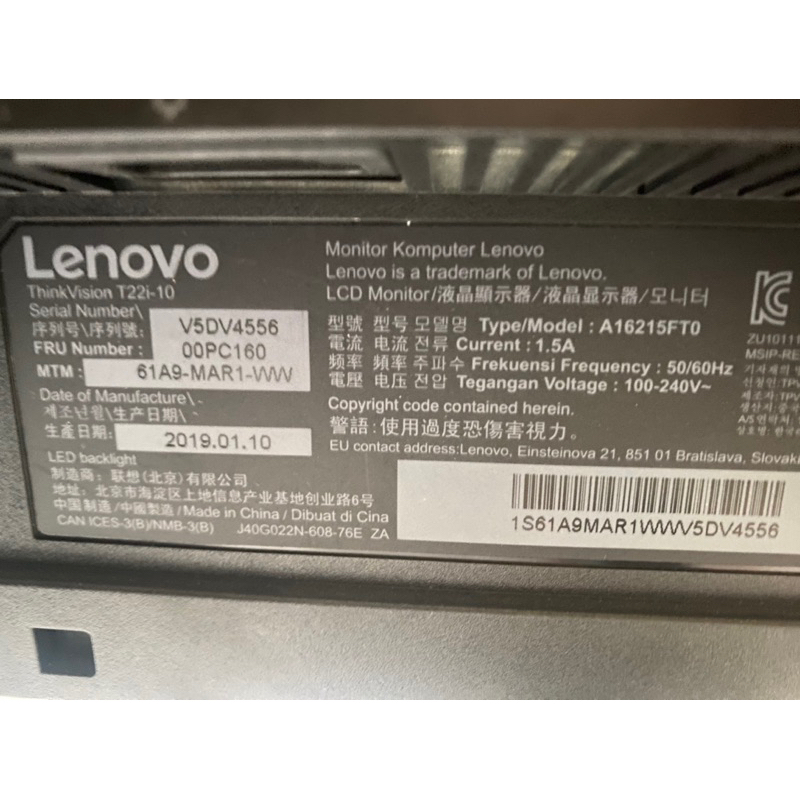 Lenovo
ThinkVision T22i-10
Serial Number\
序列号\序列號: V5DV4556
FRU Number : 00PC160
MTM : 61A9-MAR1-WW
Date of Manufacture\
제조년월\生产日期\
生產日期: 2019.01.10
LED backlight
制造商: 联想(北京)有限公司
地址: 北京市海淀区上地信息产业基地创业路6号
中国制造/中國製造/Made in China / Dibuat di Cina
CAN ICES-3(B)/NMB-3(B) J40G022N-608-76E ZA
Monitor Komputer Lenovo
Lenovo is a trademark of Lenovo.
LCD Monitor/液晶顯示器/液晶显示器/모니터
型號 型号 모델명 Type/Model : A16215FT0
電流 电流 전류 Current : 1.5A
频率 頻率 주파수 Frekuensi Frequency : 50/60Hz
電壓 电压 전압 Tegangan Voltage : 100-240V~
Copyright code contained herein.
警語:使用過度恐傷害視力。
EU contact address:Lenovo, Einsteinova 21, 851 01 Bratislava, Slovaki
1S61A9MAR1WWV5DV4556
ZU10111
MSIP-RE